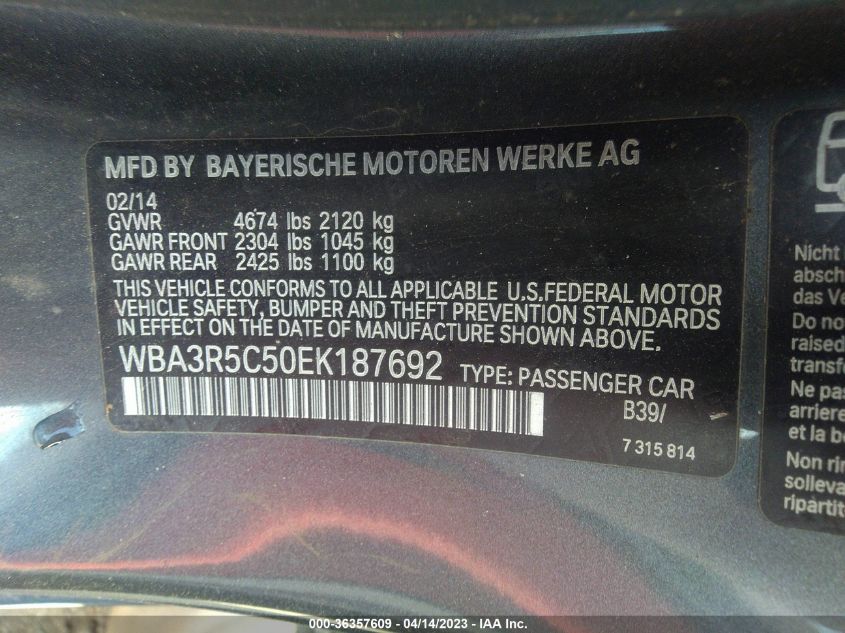 MFD BY BAYERISCHE MOTOREN WERKE AG
02/14
GVWR 4674 lbs 2120 kg
GAWR FRONT 2304 lbs 1045 kg
GAWR REAR 2425 lbs 1100 kg
THIS VEHICLE CONFORMS TO ALL APPLICABLE U.S.FEDERAL MOTOR
VEHICLE SAFETY, BUMPER AND THEFT PREVENTION STANDARDS
IN EFFECT ON THE DATE OF MANUFACTURE SHOWN ABOVE.
WBA3R5C50EK187692 TYPE: PASSENGER CAR
B39/
7 315 814
Nicht
absch
das Ve
Do no
raised
transf
Ne pas
arriere
et la b
Non rir
solleva
ripartit
000-36357609 - 04/14/2023 - IAA Inc.